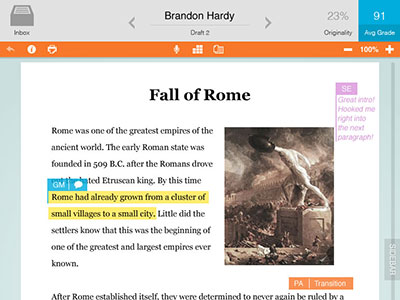 Brandon Hardy
23%
91
Inbox
Draft 2
Originality
Avg Grade
100%
Fall of Rome
SE
Great intro!
Hooked me
right into
the next
paragraph!
Rome was one of the greatest empires of the
ancient world. The early Roman state was
founded in 509 B.C. after the Romans drove
hated Etruscan king. By this time
GM
Rome had already grown from a cluster of
small villages to a small city. Little did the
settlers know that this was the beginning of
one of the greatest and largest empires ever
known.
SIDEBAR
PA Transition
After Rome established itself, they were determined to never again be ruled by a